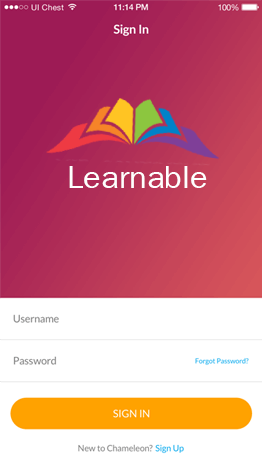 UI Chest 11:14 PM 100%
Sign In
Learnable
Username
Password Forgot Password?
SIGN IN
New to Chameleon? Sign Up